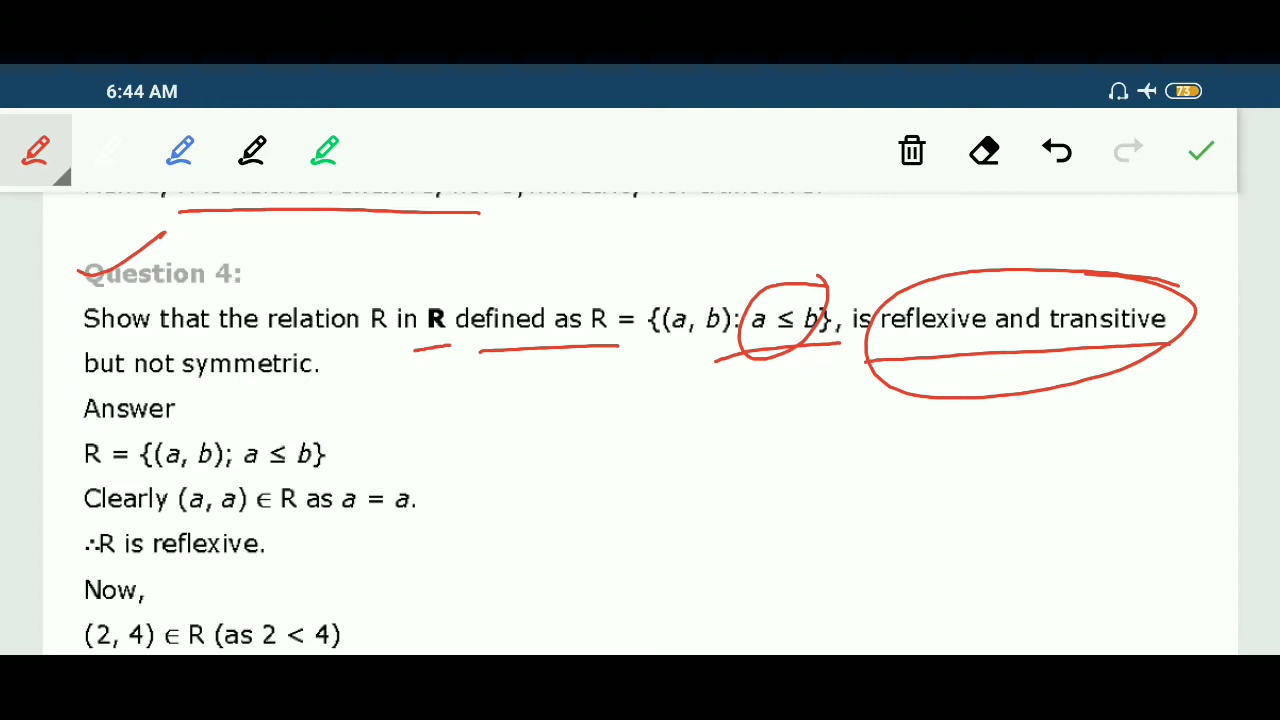 6:44 AM
73
Question 4:
Show that the relation R in R defined as R = {(a, b): a ≤ b}, is reflexive and transitive
but not symmetric.
Answer
R = {(a, b); a ≤ b}
Clearly (a, a) ∈ R as a = a.
∴R is reflexive.
Now,
(2, 4) ∈ R (as 2 < 4)